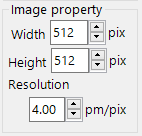 Image property
Width 512 pix
Height 512 pix
Resolution
4.00 pm/pix